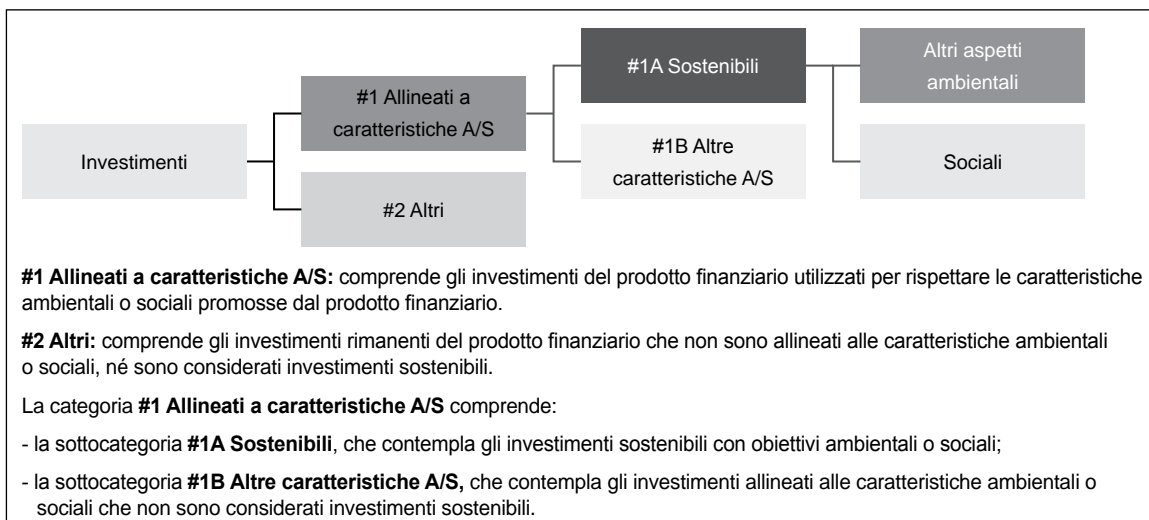 Investimenti
#1 Allineati a
caratteristiche A/S
#2 Altri
#1A Sostenibili
#1B Altre
caratteristiche A/S
Altri aspetti
ambientali
Sociali
#1 Allineati a caratteristiche A/S: comprende gli investimenti del prodotto finanziario utilizzati per rispettare le caratteristiche
ambientali o sociali promosse dal prodotto finanziario.
#2 Altri: comprende gli investimenti rimanenti del prodotto finanziario che non sono allineati alle caratteristiche ambientali
o sociali, né sono considerati investimenti sostenibili.
La categoria #1 Allineati a caratteristiche A/S comprende:
- la sottocategoria #1A Sostenibili, che contempla gli investimenti sostenibili con obiettivi ambientali o sociali;
- la sottocategoria #1B Altre caratteristiche A/S, che contempla gli investimenti allineati alle caratteristiche ambientali o
sociali che non sono considerati investimenti sostenibili.